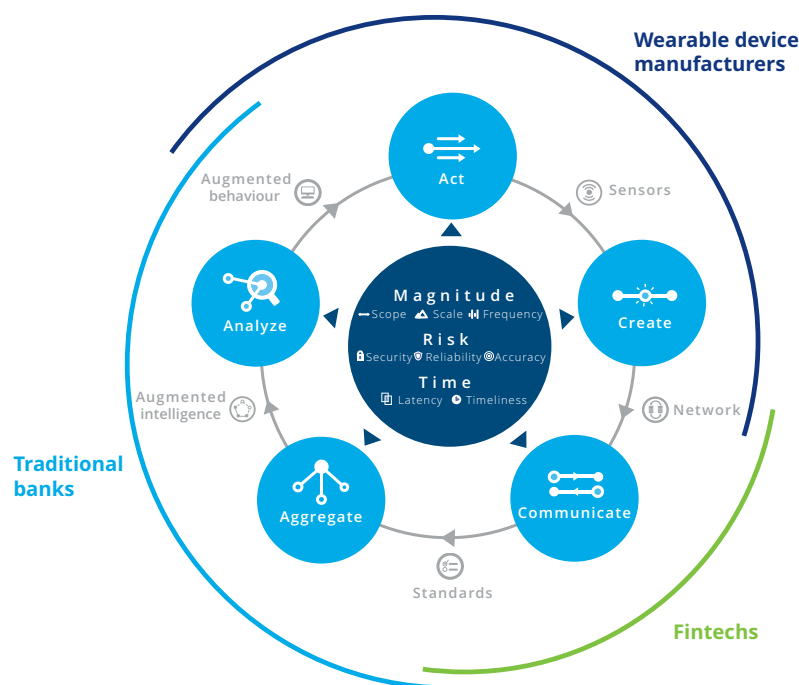 Wearable device
manufacturers
Act
Augmented
behaviour
Sensors
Analyze
Create
Magnitude
Scope Scale Frequency
Risk
Security Reliability Accuracy
Time
Latency Timeliness
Augmented
intelligence
Network
Traditional
banks
Aggregate
Communicate
Standards
Fintechs